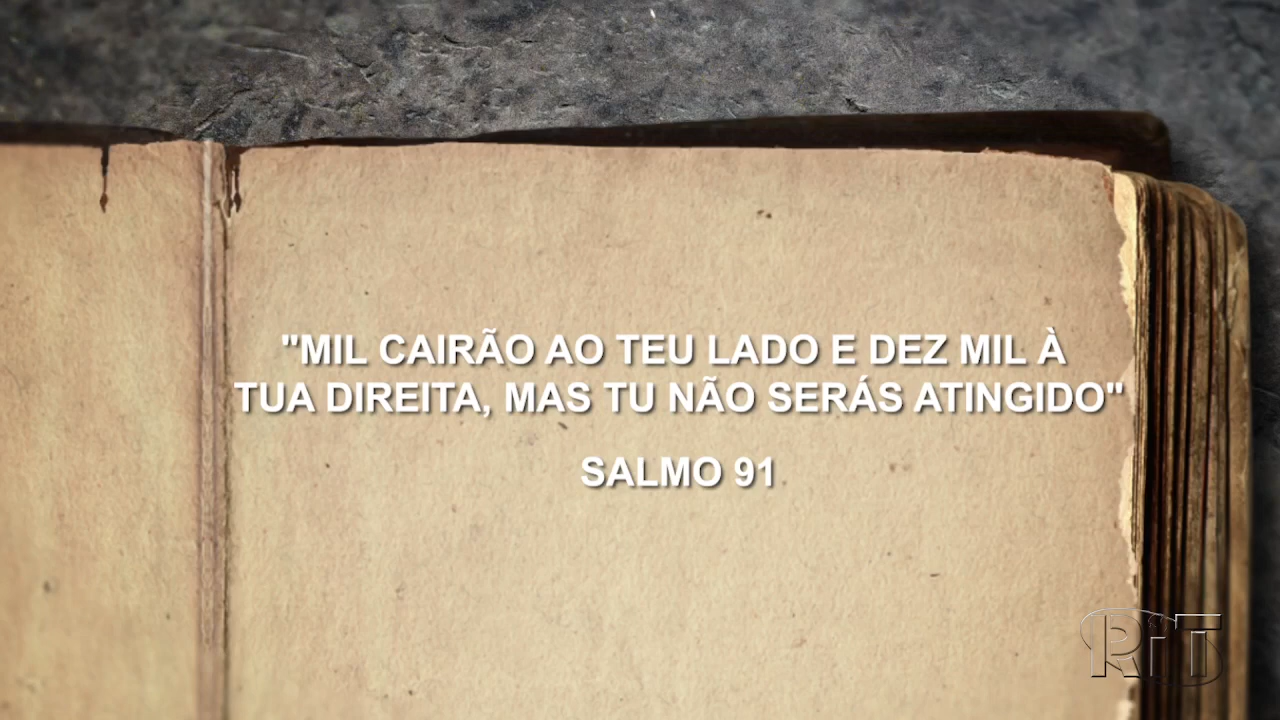 "MIL CAIRÃO AO TEU LADO E DEZ MIL À
TUA DIREITA, MAS TU NÃO SERÁS ATINGIDO"
SALMO 91
RiT